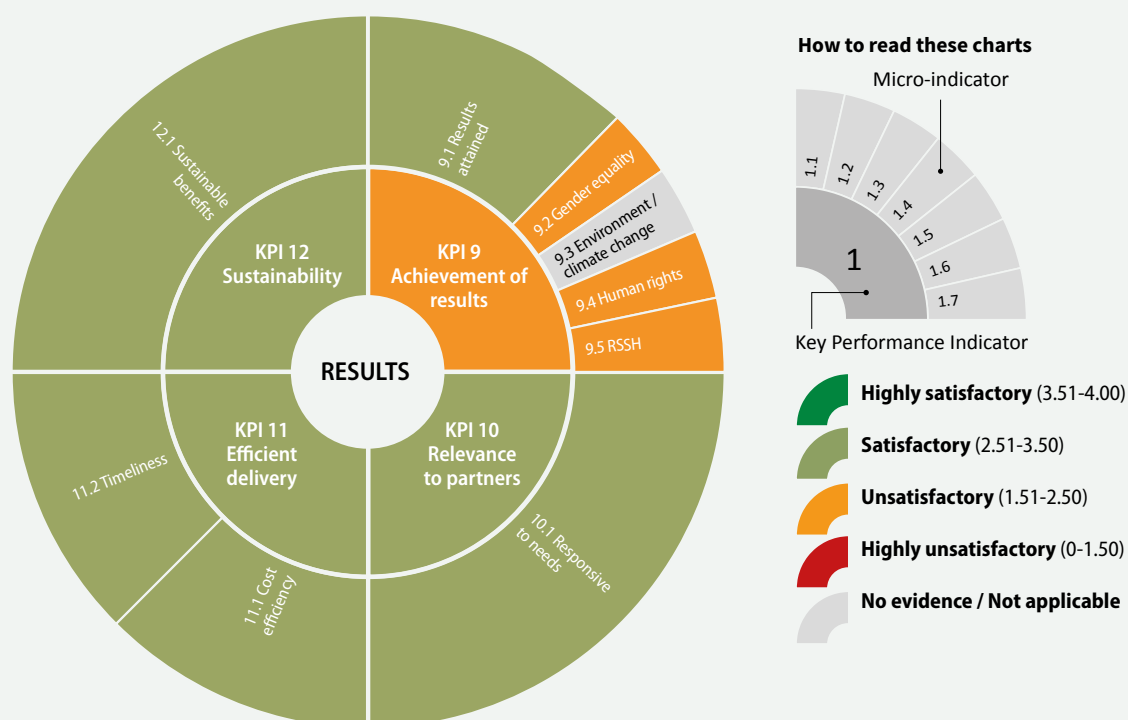 12.1 Sustainable
benefits
9.1 Results
attained
9.2 Gender equality
9.3 Environment /
climate change
9.4 Human rights
9.5 RSSH
KPI 12
Sustainability
KPI 9
Achievement of
results
RESULTS
KPI 11
Efficient
delivery
KPI 10
Relevance
to partners
11.2 Timeliness
11.1 Cost
efficiency
10.1 Responsive
to needs
How to read these charts
Micro-indicator
1.1
1.2
1.3
1.4
1.5
1.6
1.7
1
Key Performance Indicator
Highly satisfactory (3.51-4.00)
Satisfactory (2.51-3.50)
Unsatisfactory (1.51-2.50)
Highly unsatisfactory (0-1.50)
No evidence / Not applicable